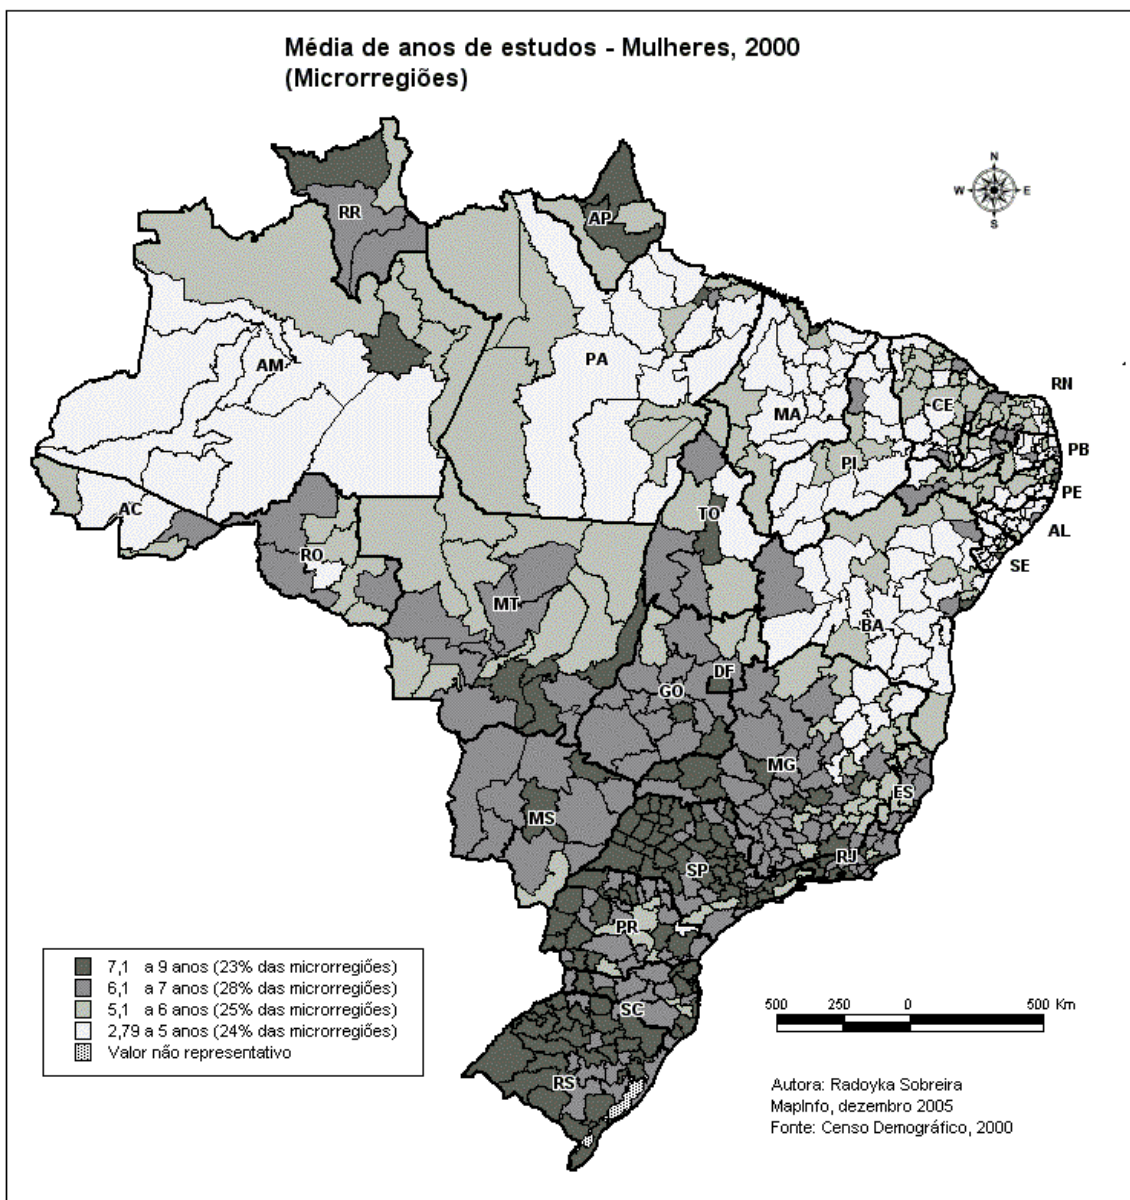 Média de anos de estudos - Mulheres, 2000
(Microrregiões)
N
W
E
S
RR
AP
AM
PA
MA
CE
RN
PB
PI
PE
AC
TO
AL
RO
SE
MT
BA
DF
GO
MG
ES
MS
RJ
SP
PR
SC
RS
7,1 a 9 anos (23% das microrregiões)
6,1 a 7 anos (28% das microrregiões)
5,1 a 6 anos (25% das microrregiões)
2,79 a 5 anos (24% das microrregiões)
Valor não representativo
500 250 0 500 Km
Autora: Radoyka Sobreira
MapInfo, dezembro 2005
Fonte: Censo Demográfico, 2000